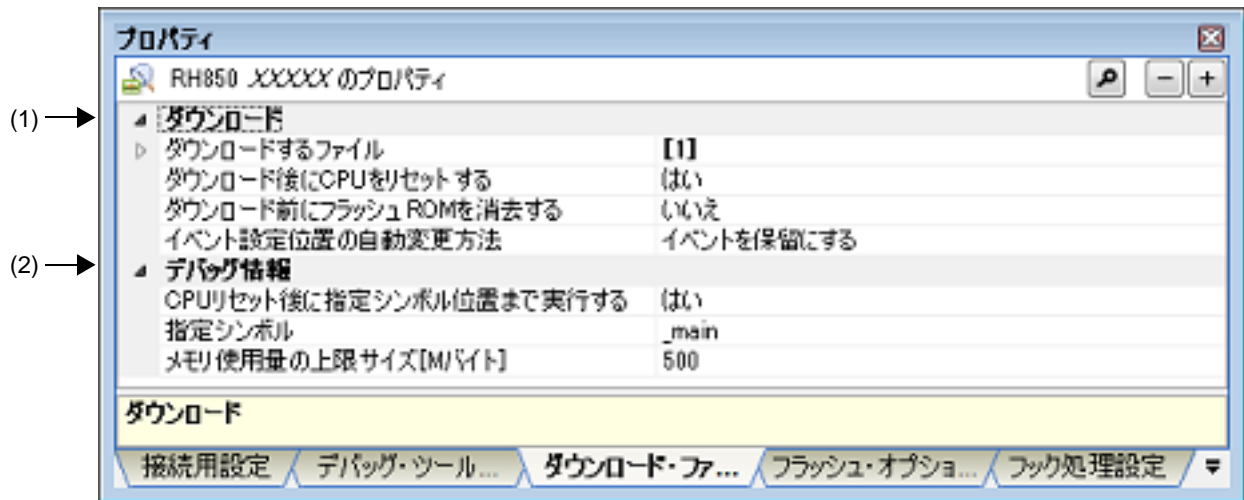 プロパティ
RH850 XXXXX のプロパティ
(1)
ダウンロード
ダウンロードするファイル [1]
ダウンロード後にCPUをリセットする はい
ダウンロード前にフラッシュROMを消去する いいえ
イベント設定位置の自動変更方法 イベントを保留にする
(2)
デバッグ情報
CPUリセット後に指定シンボル位置まで実行する はい
指定シンボル _main
メモリ使用量の上限サイズ[Mバイト] 500
ダウンロード
接続用設定 デバッグ・ツール... ダウンロード・ファ... フラッシュ・オプショ... フック処理設定